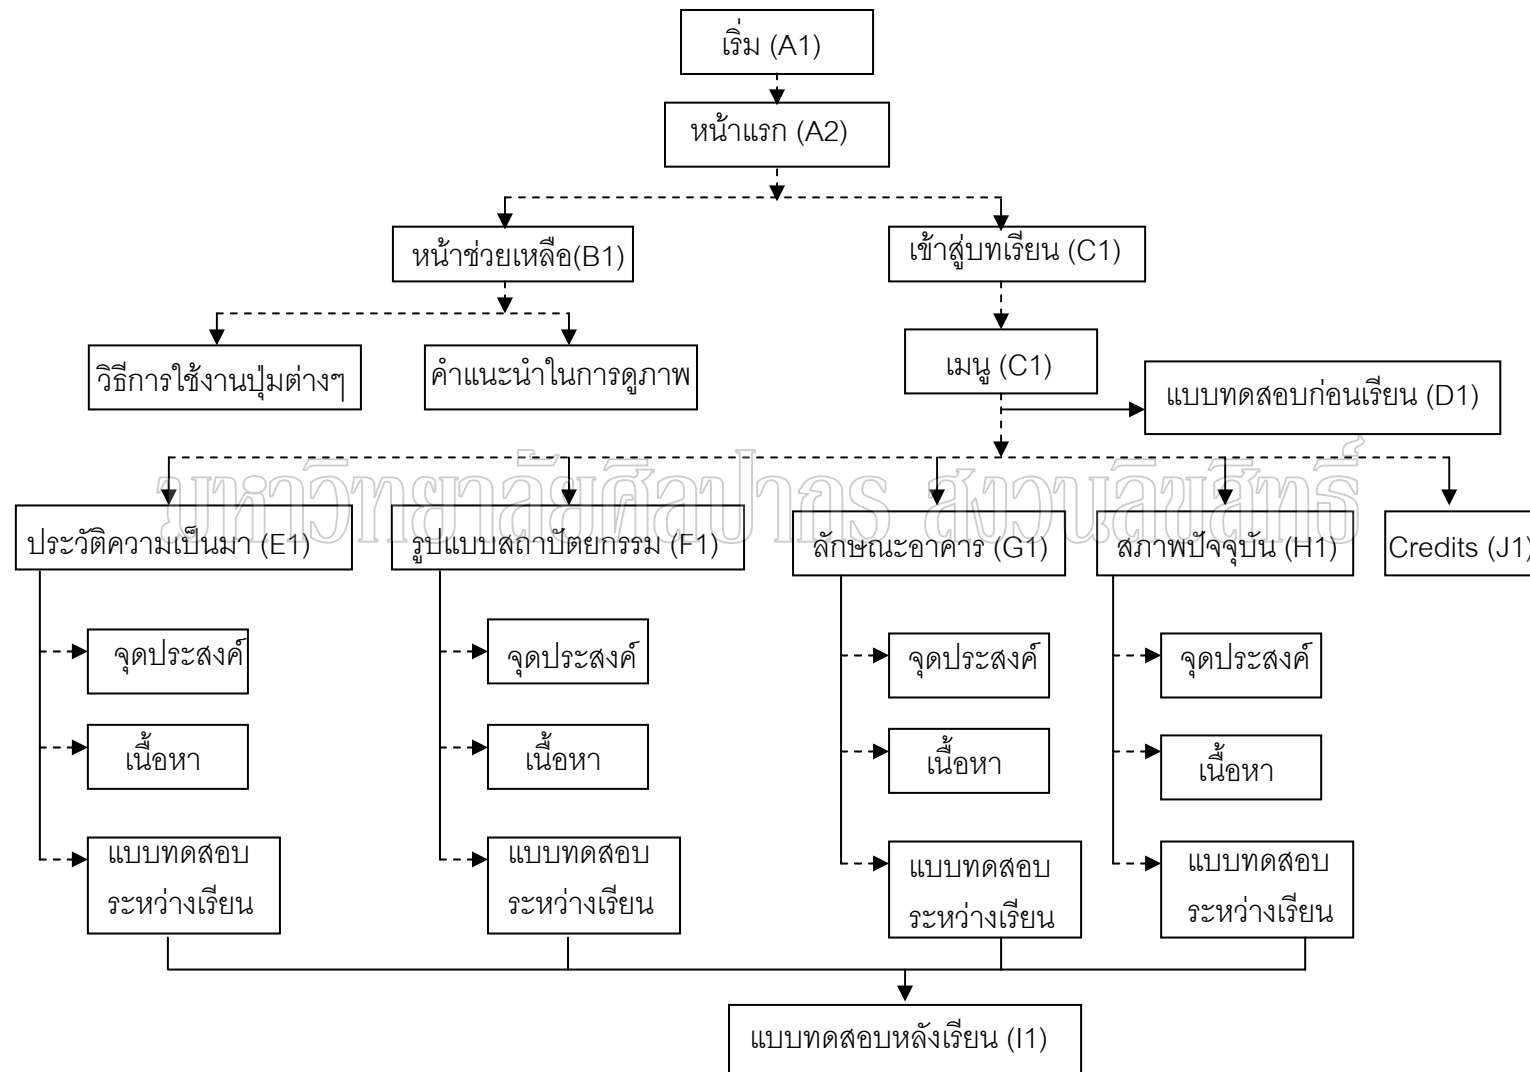 เริ่ม (A1)
หน้าแรก (A2)
หน้าช่วยเหลือ(B1)
เข้าสู่บทเรียน (C1)
วิธีการใช้งานปุ่มต่างๆ
คำแนะนำในการดูภาพ
เมนู (C1)
แบบทดสอบก่อนเรียน (D1)
มหาวิทยาลัยศิลปากร สงวนลิขสิทธิ์
ประวัติความเป็นมา (E1)
รูปแบบสถาปัตยกรรม (F1)
ลักษณะอาคาร (G1)
สภาพปัจจุบัน (H1)
Credits (J1)
จุดประสงค์
จุดประสงค์
จุดประสงค์
จุดประสงค์
เนื้อหา
เนื้อหา
เนื้อหา
เนื้อหา
แบบทดสอบ
ระหว่างเรียน
แบบทดสอบ
ระหว่างเรียน
แบบทดสอบ
ระหว่างเรียน
แบบทดสอบ
ระหว่างเรียน
แบบทดสอบหลังเรียน (I1)